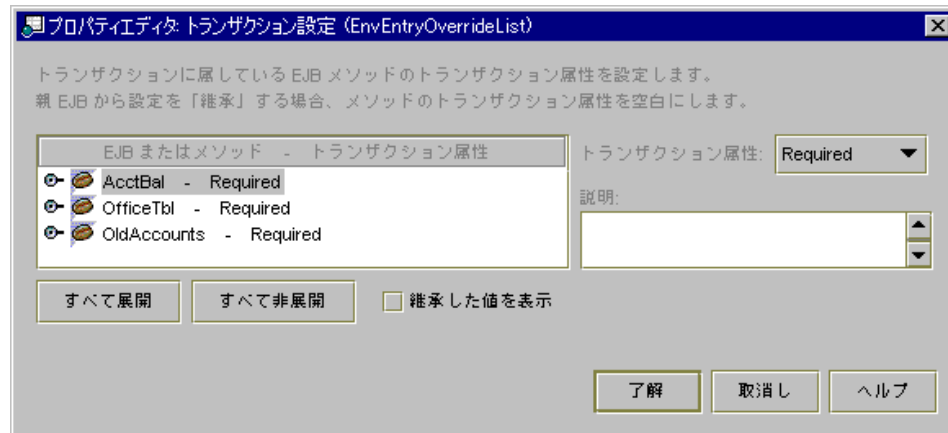 プロパティエディタ: トランザクション設定 (EnvEntryOverrideList)
トランザクションに属している EJB メソッドのトランザクション属性を設定します。
親 EJB から設定を「継承」する場合、メソッドのトランザクション属性を空白にします。
EJB またはメソッド - トランザクション属性
AcctBal - Required
OfficeTbl - Required
OldAccounts - Required
トランザクション属性: Required
説明:
すべて展開 すべて非展開 継承した値を表示
了解 取消し ヘルプ